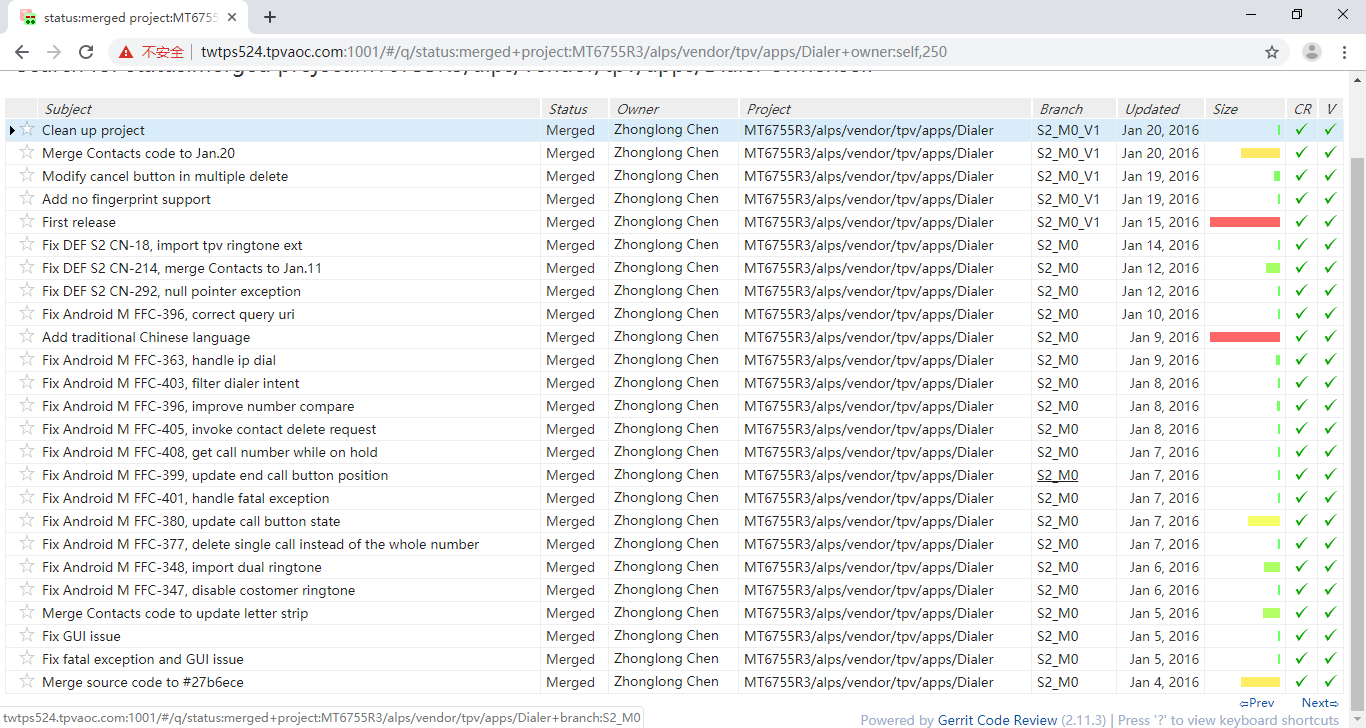 status:merged project:MT6755
不安全 twtps524.tpvaoc.com:1001/#/q/status:merged+project:MT6755R3/alps/vendor/tpv/apps/Dialer+owner:self,250
Search for status:merged project:MT6755R3/alps/vendor/tpv/apps/Dialer owner:self
Subject Status Owner Project Branch Updated Size CR V
Clean up project Merged Zhonglong Chen MT6755R3/alps/vendor/tpv/apps/Dialer S2_M0_V1 Jan 20, 2016
Merge Contacts code to Jan.20 Merged Zhonglong Chen MT6755R3/alps/vendor/tpv/apps/Dialer S2_M0_V1 Jan 20, 2016
Modify cancel button in multiple delete Merged Zhonglong Chen MT6755R3/alps/vendor/tpv/apps/Dialer S2_M0_V1 Jan 19, 2016
Add no fingerprint support Merged Zhonglong Chen MT6755R3/alps/vendor/tpv/apps/Dialer S2_M0_V1 Jan 19, 2016
First release Merged Zhonglong Chen MT6755R3/alps/vendor/tpv/apps/Dialer S2_M0_V1 Jan 15, 2016
Fix DEF S2 CN-18, import tpv ringtone ext Merged Zhonglong Chen MT6755R3/alps/vendor/tpv/apps/Dialer S2_M0 Jan 14, 2016
Fix DEF S2 CN-214, merge Contacts to Jan.11 Merged Zhonglong Chen MT6755R3/alps/vendor/tpv/apps/Dialer S2_M0 Jan 12, 2016
Fix DEF S2 CN-292, null pointer exception Merged Zhonglong Chen MT6755R3/alps/vendor/tpv/apps/Dialer S2_M0 Jan 12, 2016
Fix Android M FFC-396, correct query uri Merged Zhonglong Chen MT6755R3/alps/vendor/tpv/apps/Dialer S2_M0 Jan 10, 2016
Add traditional Chinese language Merged Zhonglong Chen MT6755R3/alps/vendor/tpv/apps/Dialer S2_M0 Jan 9, 2016
Fix Android M FFC-363, handle ip dial Merged Zhonglong Chen MT6755R3/alps/vendor/tpv/apps/Dialer S2_M0 Jan 9, 2016
Fix Android M FFC-403, filter dialer intent Merged Zhonglong Chen MT6755R3/alps/vendor/tpv/apps/Dialer S2_M0 Jan 8, 2016
Fix Android M FFC-396, improve number compare Merged Zhonglong Chen MT6755R3/alps/vendor/tpv/apps/Dialer S2_M0 Jan 8, 2016
Fix Android M FFC-405, invoke contact delete request Merged Zhonglong Chen MT6755R3/alps/vendor/tpv/apps/Dialer S2_M0 Jan 8, 2016
Fix Android M FFC-408, get call number while on hold Merged Zhonglong Chen MT6755R3/alps/vendor/tpv/apps/Dialer S2_M0 Jan 7, 2016
Fix Android M FFC-399, update end call button position Merged Zhonglong Chen MT6755R3/alps/vendor/tpv/apps/Dialer S2_M0 Jan 7, 2016
Fix Android M FFC-401, handle fatal exception Merged Zhonglong Chen MT6755R3/alps/vendor/tpv/apps/Dialer S2_M0 Jan 7, 2016
Fix Android M FFC-380, update call button state Merged Zhonglong Chen MT6755R3/alps/vendor/tpv/apps/Dialer S2_M0 Jan 7, 2016
Fix Android M FFC-377, delete single call instead of the whole number Merged Zhonglong Chen MT6755R3/alps/vendor/tpv/apps/Dialer S2_M0 Jan 7, 2016
Fix Android M FFC-348, import dual ringtone Merged Zhonglong Chen MT6755R3/alps/vendor/tpv/apps/Dialer S2_M0 Jan 6, 2016
Fix Android M FFC-347, disable costomer ringtone Merged Zhonglong Chen MT6755R3/alps/vendor/tpv/apps/Dialer S2_M0 Jan 6, 2016
Merge Contacts code to update letter strip Merged Zhonglong Chen MT6755R3/alps/vendor/tpv/apps/Dialer S2_M0 Jan 5, 2016
Fix GUI issue Merged Zhonglong Chen MT6755R3/alps/vendor/tpv/apps/Dialer S2_M0 Jan 5, 2016
Fix fatal exception and GUI issue Merged Zhonglong Chen MT6755R3/alps/vendor/tpv/apps/Dialer S2_M0 Jan 5, 2016
Merge source code to #27b6ece Merged Zhonglong Chen MT6755R3/alps/vendor/tpv/apps/Dialer S2_M0 Jan 4, 2016
⇦Prev Next⇨
twtps524.tpvaoc.com:1001/#/q/status:merged+project:MT6755R3/alps/vendor/tpv/apps/Dialer+branch:S2_M0
Powered by Gerrit Code Review (2.11.3) | Press '?' to view keyboard shortcuts